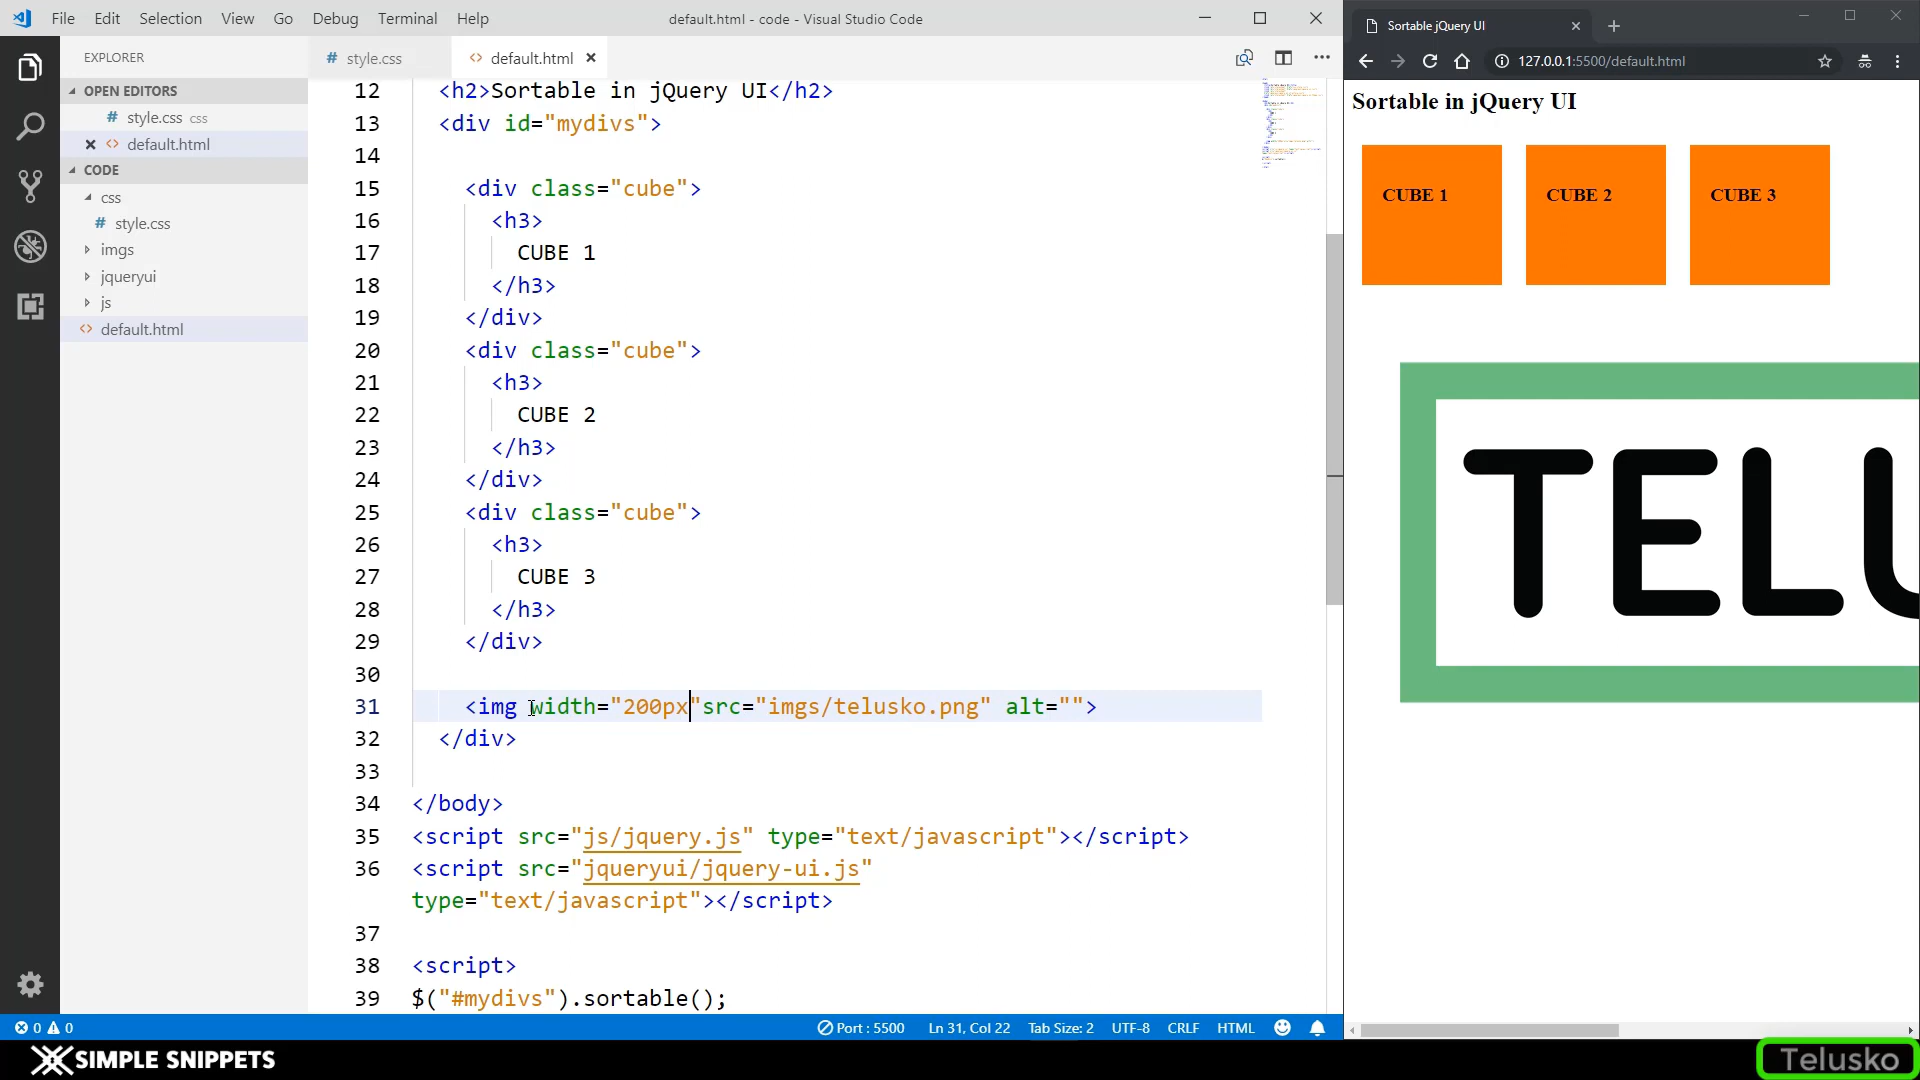 File Edit Selection View Go Debug Terminal Help
default.html - code - Visual Studio Code
EXPLORER
OPEN EDITORS
# style.css css
<> default.html
CODE
css
# style.css
imgs
jqueryui
js
<> default.html
# style.css
<> default.html
12 <h2>Sortable in jQuery UI</h2>
13 <div id="mydivs">
14
15 <div class="cube">
16 <h3>
17 CUBE 1
18 </h3>
19 </div>
20 <div class="cube">
21 <h3>
22 CUBE 2
23 </h3>
24 </div>
25 <div class="cube">
26 <h3>
27 CUBE 3
28 </h3>
29 </div>
30
31 <img width="200px"src="imgs/telusko.png" alt="">
32 </div>
33
34 </body>
35 <script src="js/jquery.js" type="text/javascript"></script>
36 <script src="jqueryui/jquery-ui.js"
type="text/javascript"></script>
37
38 <script>
39 $("#mydivs").sortable();
0 0
Port : 5500 Ln 31, Col 22 Tab Size: 2 UTF-8 CRLF HTML
Sortable jQuery UI
127.0.0.1:5500/default.html
Sortable in jQuery UI
CUBE 1 CUBE 2 CUBE 3
TELU
SIMPLE SNIPPETS
Telusko